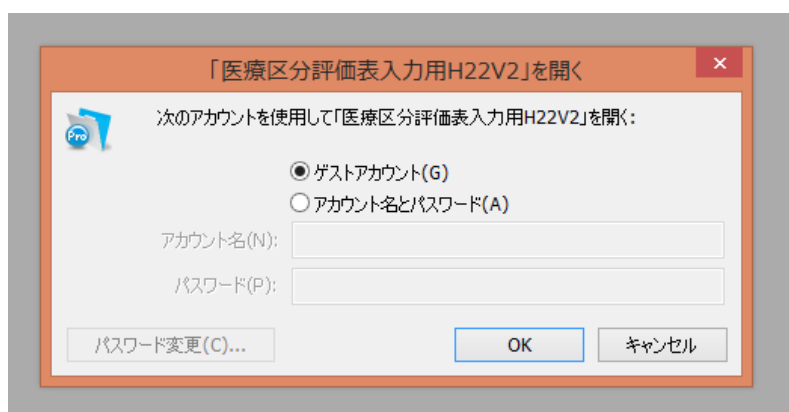 「医療区分評価表入力用H22V2」を開く
次のアカウントを使用して「医療区分評価表入力用H22V2」を開く:
Pro
ゲストアカウント(G)
アカウント名とパスワード(A)
アカウント名(N):
パスワード(P):
パスワード変更(C)... OK キャンセル